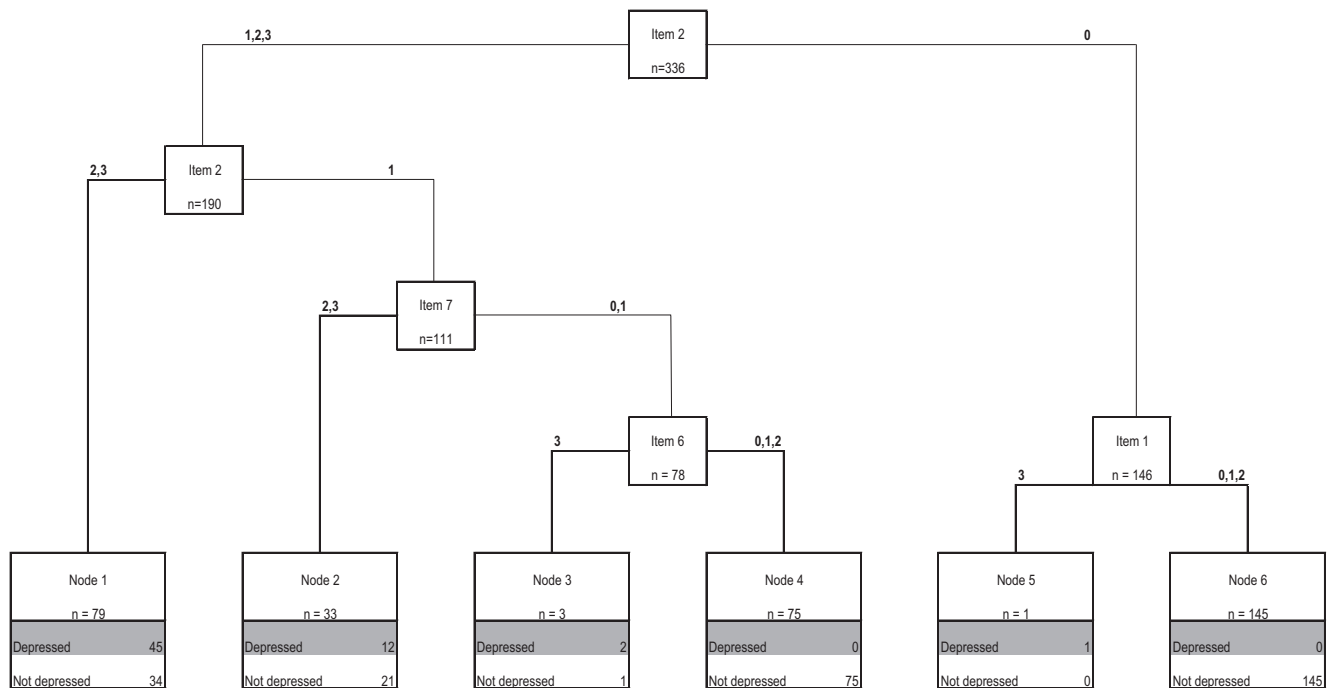 1,2,3
Item 2
0
n=336
2,3
Item 2
1
n=190
2,3
Item 7
0,1
n=111
3
Item 6
0,1,2
Item 1
n = 78
n = 146
3
0,1,2
Node 1
Node 2
Node 3
Node 4
Node 5
Node 6
n = 79
n = 33
n = 3
n = 75
n = 1
n = 145
Depressed 45
Depressed 12
Depressed 2
Depressed 0
Depressed 1
Depressed 0
Not depressed 34
Not depressed 21
Not depressed 1
Not depressed 75
Not depressed 0
Not depressed 145